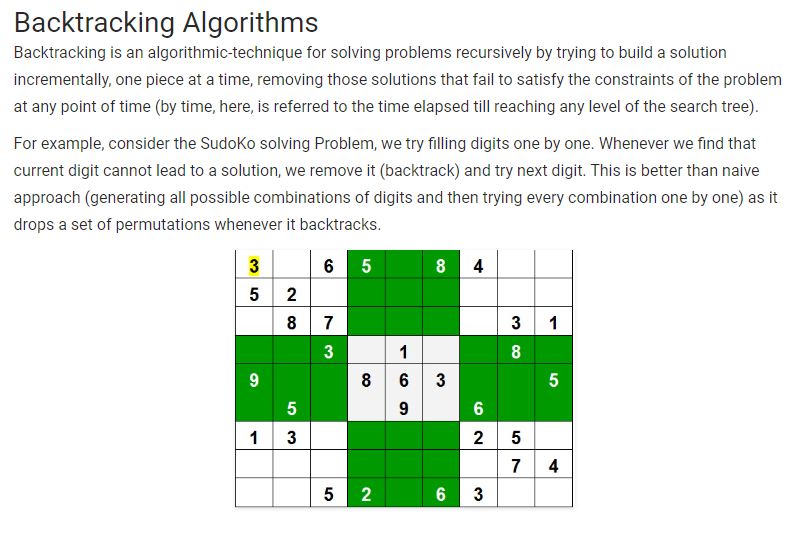 Backtracking Algorithms
Backtracking is an algorithmic-technique for solving problems recursively by trying to build a solution
incrementally, one piece at a time, removing those solutions that fail to satisfy the constraints of the problem
at any point of time (by time, here, is referred to the time elapsed till reaching any level of the search tree).
For example, consider the SudoKo solving Problem, we try filling digits one by one. Whenever we find that
current digit cannot lead to a solution, we remove it (backtrack) and try next digit. This is better than naive
approach (generating all possible combinations of digits and then trying every combination one by one) as it
drops a set of permutations whenever it backtracks.
3 6 5 8 4
5 2
8 7 3 1
3 1 8
9 8 6 3 5
5 9 6
1 3 2 5
7 4
5 2 6 3